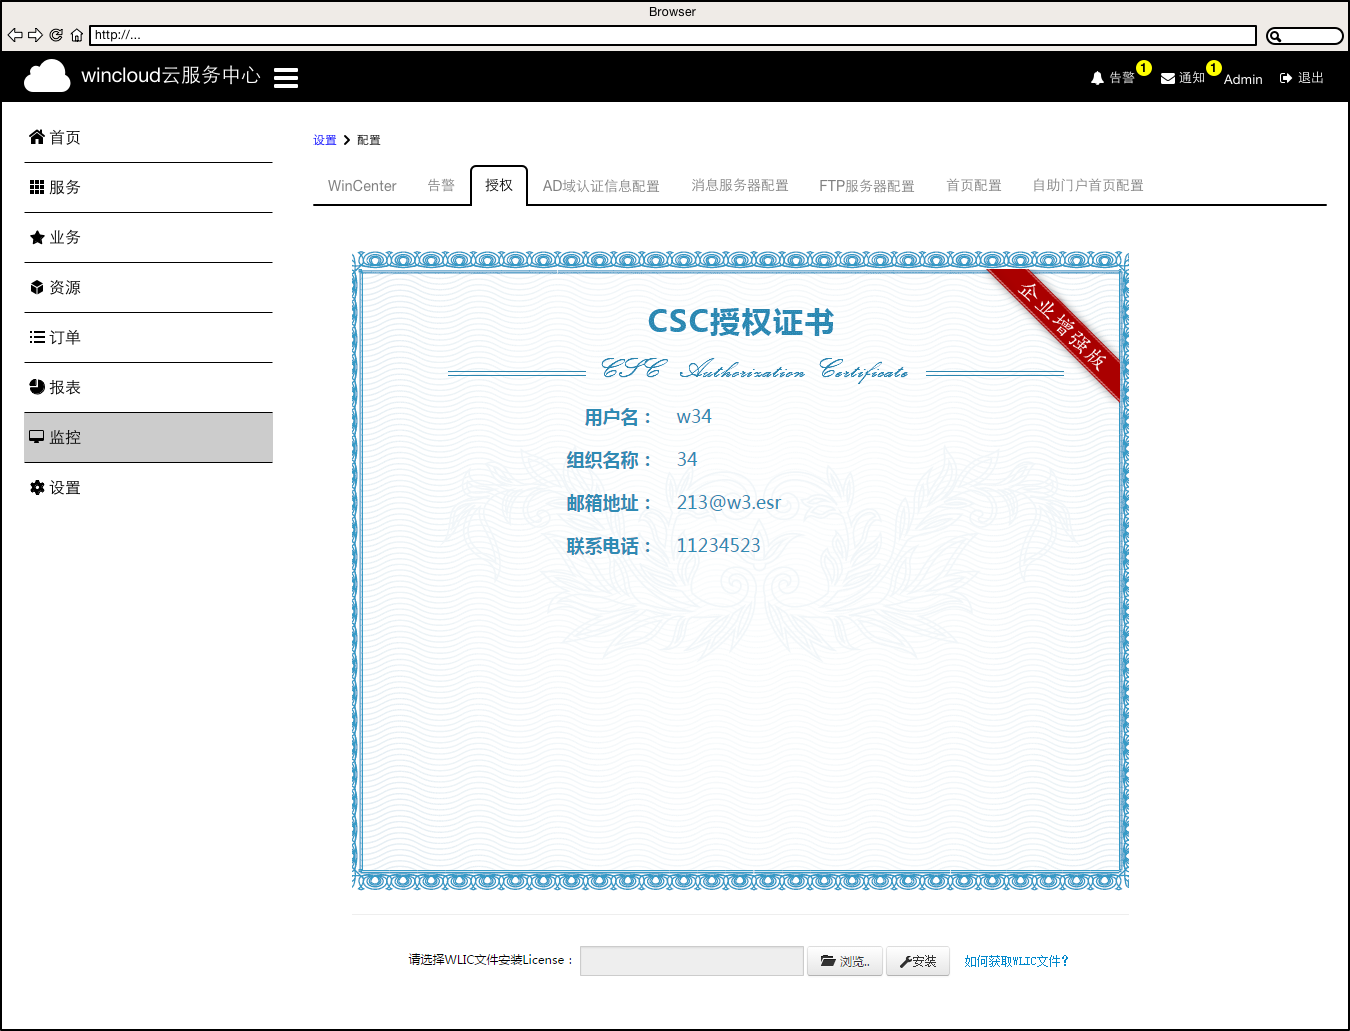 Browser
http://...
wincloud云服务中心
告警 1 通知 1 Admin 退出
首页
服务
业务
资源
订单
报表
监控
设置
设置 配置
WinCenter 告警 授权 AD域认证信息配置 消息服务器配置 FTP服务器配置 首页配置 自助门户首页配置
企业增强版
CSC授权证书
CSC Authorization Certificate
用户名： w34
组织名称： 34
邮箱地址： 213@w3.esr
联系电话： 11234523
请选择WLIC文件安装License： 浏览.. 安装 如何获取WLIC文件?